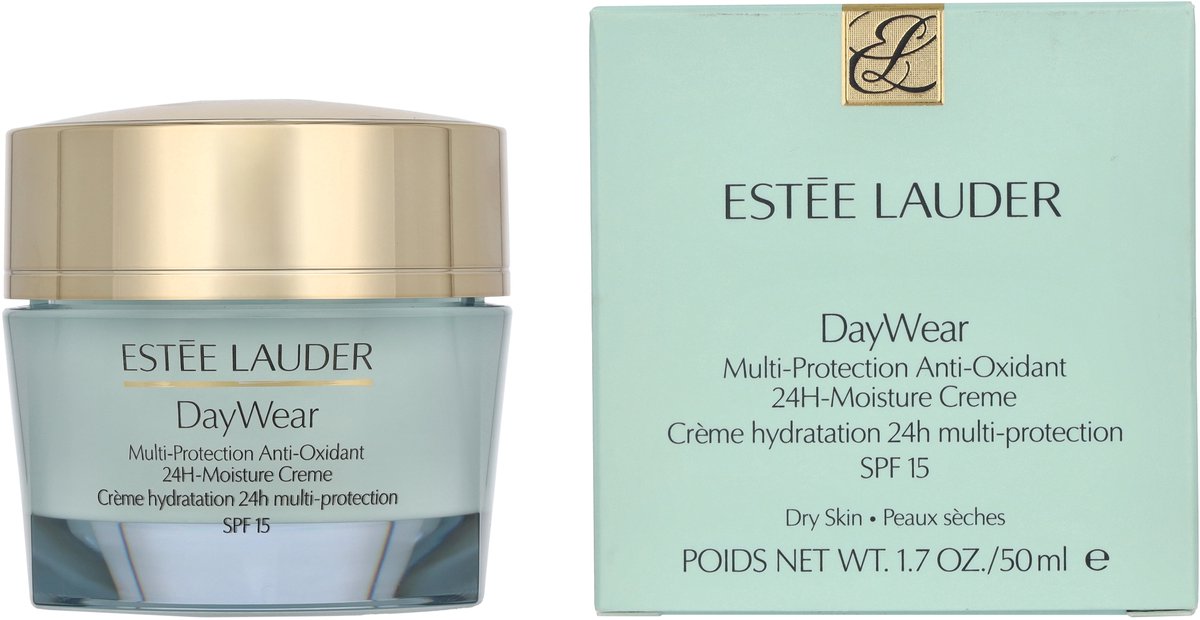 ESTĒE LAUDER
DayWear
Multi-Protection Anti-Oxidant
24H-Moisture Creme
Crème hydratation 24h multi-protection
SPF 15
EL
ESTĒE LAUDER
DayWear
Multi-Protection Anti-Oxidant
24H-Moisture Creme
Crème hydratation 24h multi-protection
SPF 15
Dry Skin • Peaux sèches
POIDS NET WT. 1.7 OZ./50 ml ℮